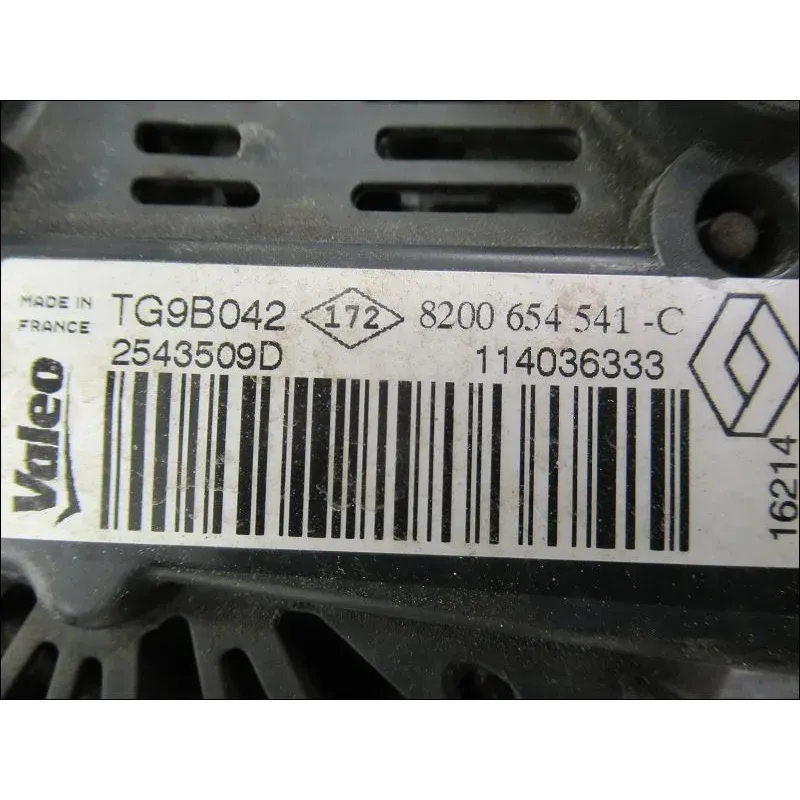 MADE IN
FRANCE
TG9B042 172 8200 654 541 -C
2543509D 114036333
Valeo
16214